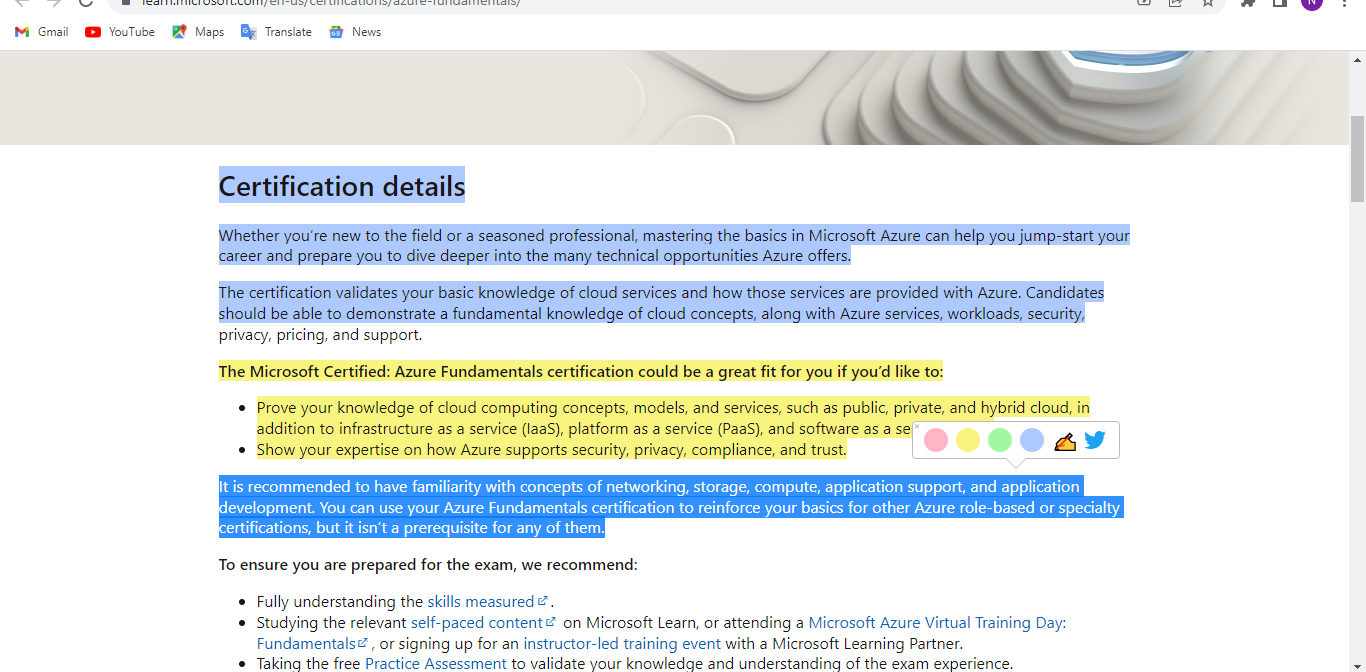 learn.microsoft.com/en-us/certifications/azure-fundamentals/
N
Gmail YouTube Maps Translate News
Certification details
Whether you’re new to the field or a seasoned professional, mastering the basics in Microsoft Azure can help you jump-start your
career and prepare you to dive deeper into the many technical opportunities Azure offers.
The certification validates your basic knowledge of cloud services and how those services are provided with Azure. Candidates
should be able to demonstrate a fundamental knowledge of cloud concepts, along with Azure services, workloads, security,
privacy, pricing, and support.
The Microsoft Certified: Azure Fundamentals certification could be a great fit for you if you’d like to:
• Prove your knowledge of cloud computing concepts, models, and services, such as public, private, and hybrid cloud, in
addition to infrastructure as a service (IaaS), platform as a service (PaaS), and software as a se
• Show your expertise on how Azure supports security, privacy, compliance, and trust.
It is recommended to have familiarity with concepts of networking, storage, compute, application support, and application
development. You can use your Azure Fundamentals certification to reinforce your basics for other Azure role-based or specialty
certifications, but it isn’t a prerequisite for any of them.
To ensure you are prepared for the exam, we recommend:
• Fully understanding the skills measured .
• Studying the relevant self-paced content on Microsoft Learn, or attending a Microsoft Azure Virtual Training Day:
Fundamentals , or signing up for an instructor-led training event with a Microsoft Learning Partner.
• Taking the free Practice Assessment to validate your knowledge and understanding of the exam experience.